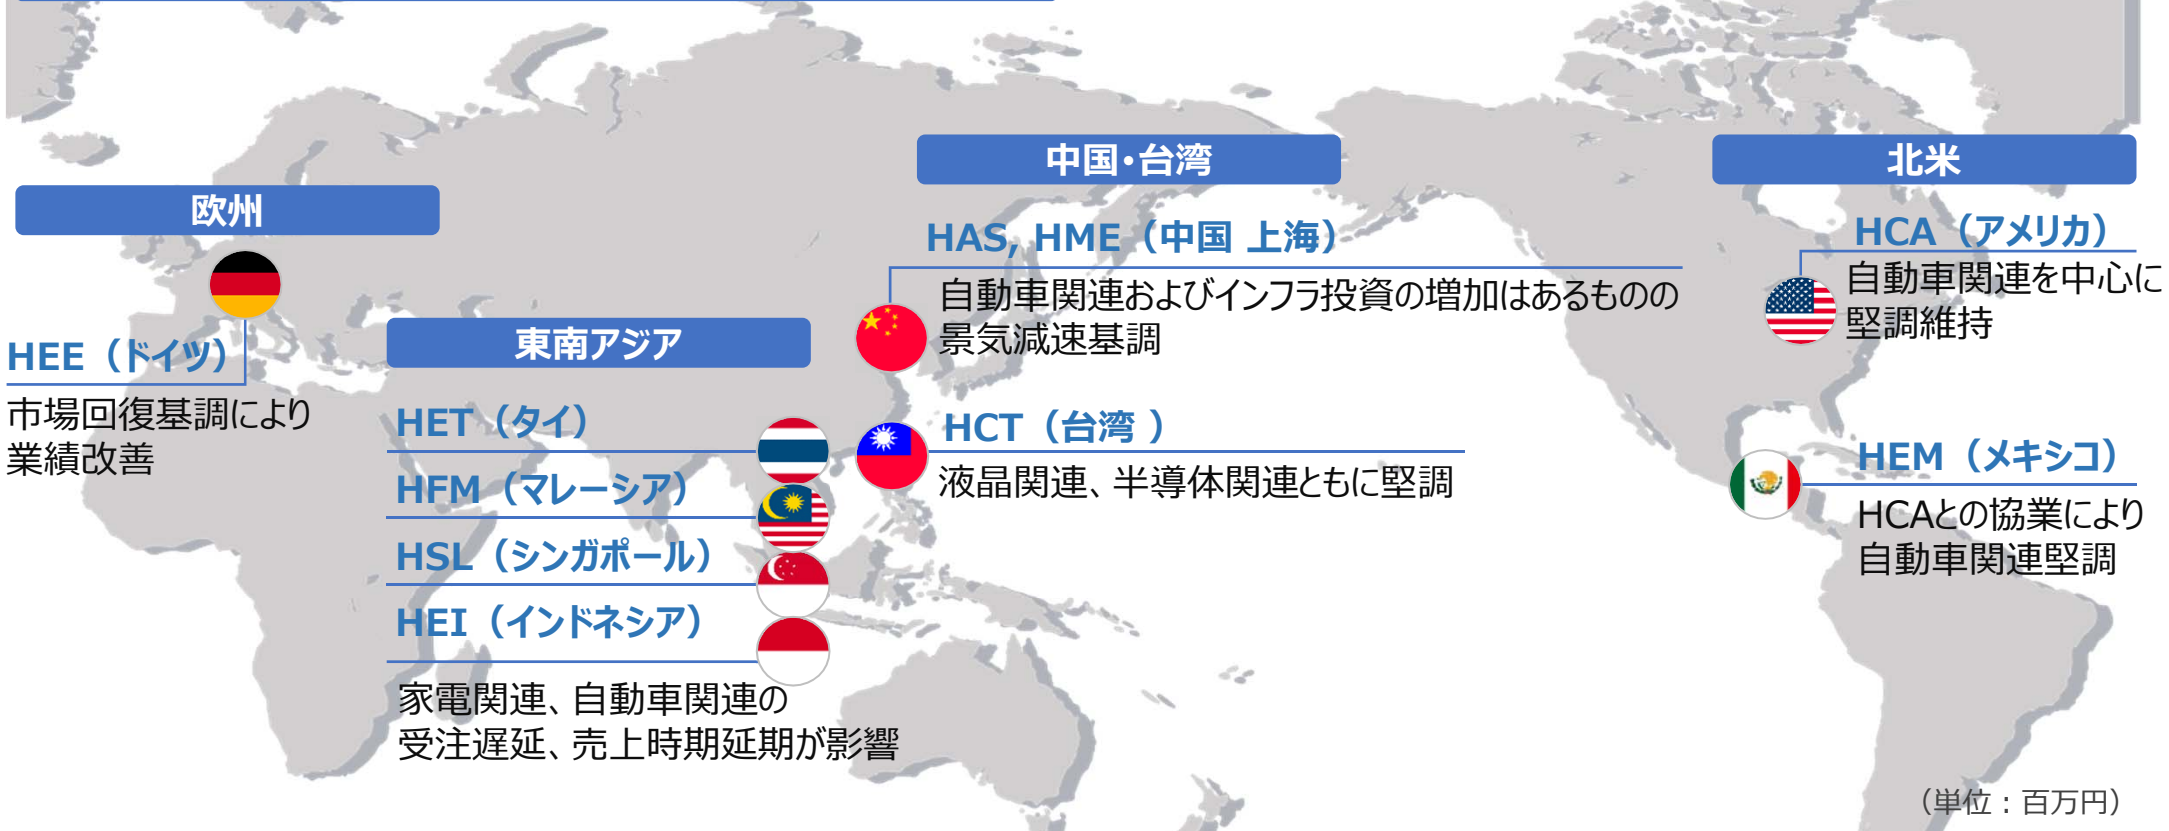 欧州
HEE（ドイツ）
市場回復基調により
業績改善
東南アジア
HET（タイ）
HFM（マレーシア）
HSL（シンガポール）
HEI（インドネシア）
家電関連、自動車関連の
受注遅延、売上時期延期が影響
中国・台湾
HAS, HME（中国 上海）
自動車関連およびインフラ投資の増加はあるものの
景気減速基調
HCT（台湾 ）
液晶関連、半導体関連ともに堅調
北米
HCA（アメリカ）
自動車関連を中心に
堅調維持
HEM（メキシコ）
HCAとの協業により
自動車関連堅調
（単位：百万円）